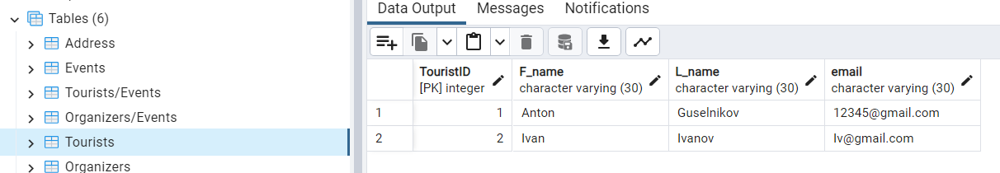 Tables (6)
Address
Events
Tourists/Events
Organizers/Events
Tourists
Organizers
Data Output Messages Notifications
TouristID F_name L_name email
[PK] integer character varying (30) character varying (30) character varying (30)
1 1 Anton Guselnikov 12345@gmail.com
2 2 Ivan Ivanov Iv@gmail.com